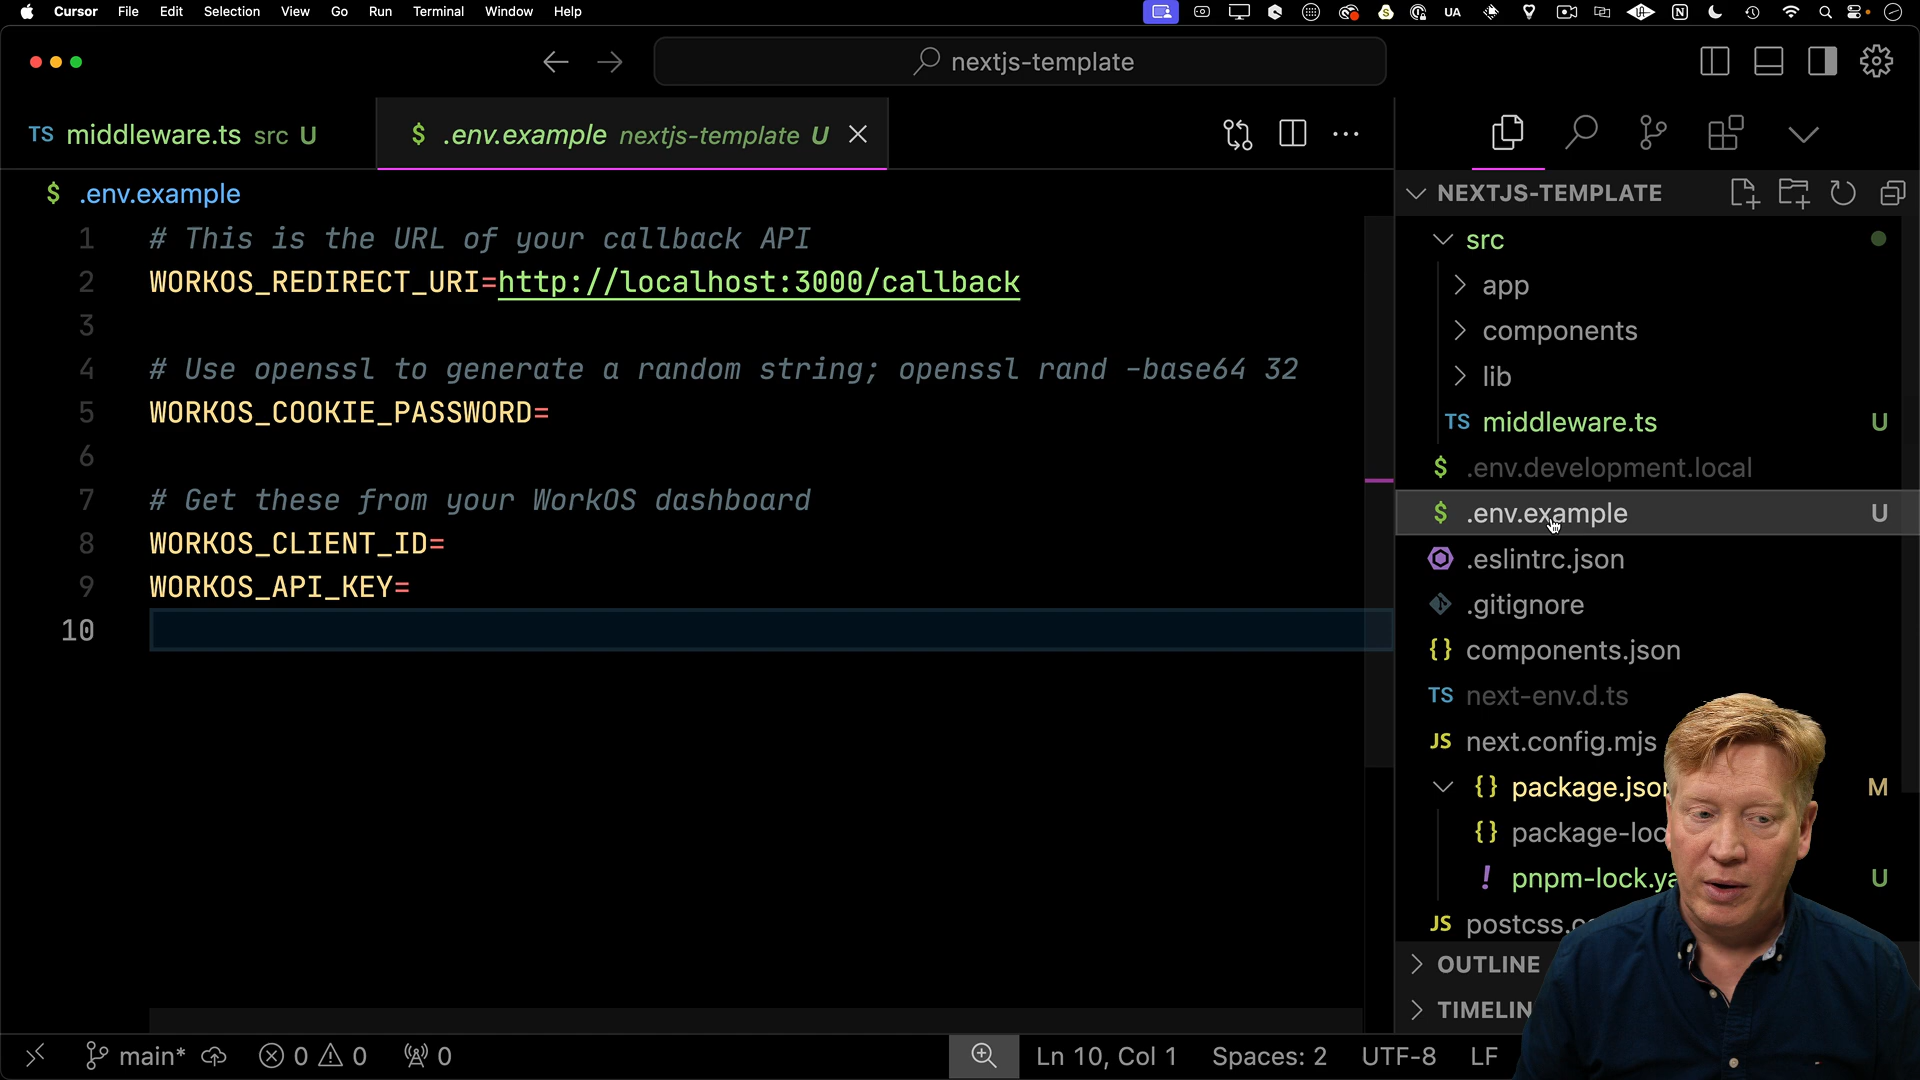 Cursor File Edit Selection View Go Run Terminal Window Help
UA
nextjs-template
TS middleware.ts src U
$ .env.example nextjs-template U
$ .env.example
1 # This is the URL of your callback API
2 WORKOS_REDIRECT_URI=http://localhost:3000/callback
3
4 # Use openssl to generate a random string; openssl rand -base64 32
5 WORKOS_COOKIE_PASSWORD=
6
7 # Get these from your WorkOS dashboard
8 WORKOS_CLIENT_ID=
9 WORKOS_API_KEY=
10
NEXTJS-TEMPLATE
src
app
components
lib
TS middleware.ts U
$ .env.development.local
$ .env.example U
.eslintrc.json
.gitignore
{} components.json
TS next-env.d.ts
JS next.config.mjs
{} package.jso M
{} package-loc
! pnpm-lock.ya U
JS postcss.c
OUTLINE
TIMELIN
main* 0 0 0
Ln 10, Col 1 Spaces: 2 UTF-8 LF